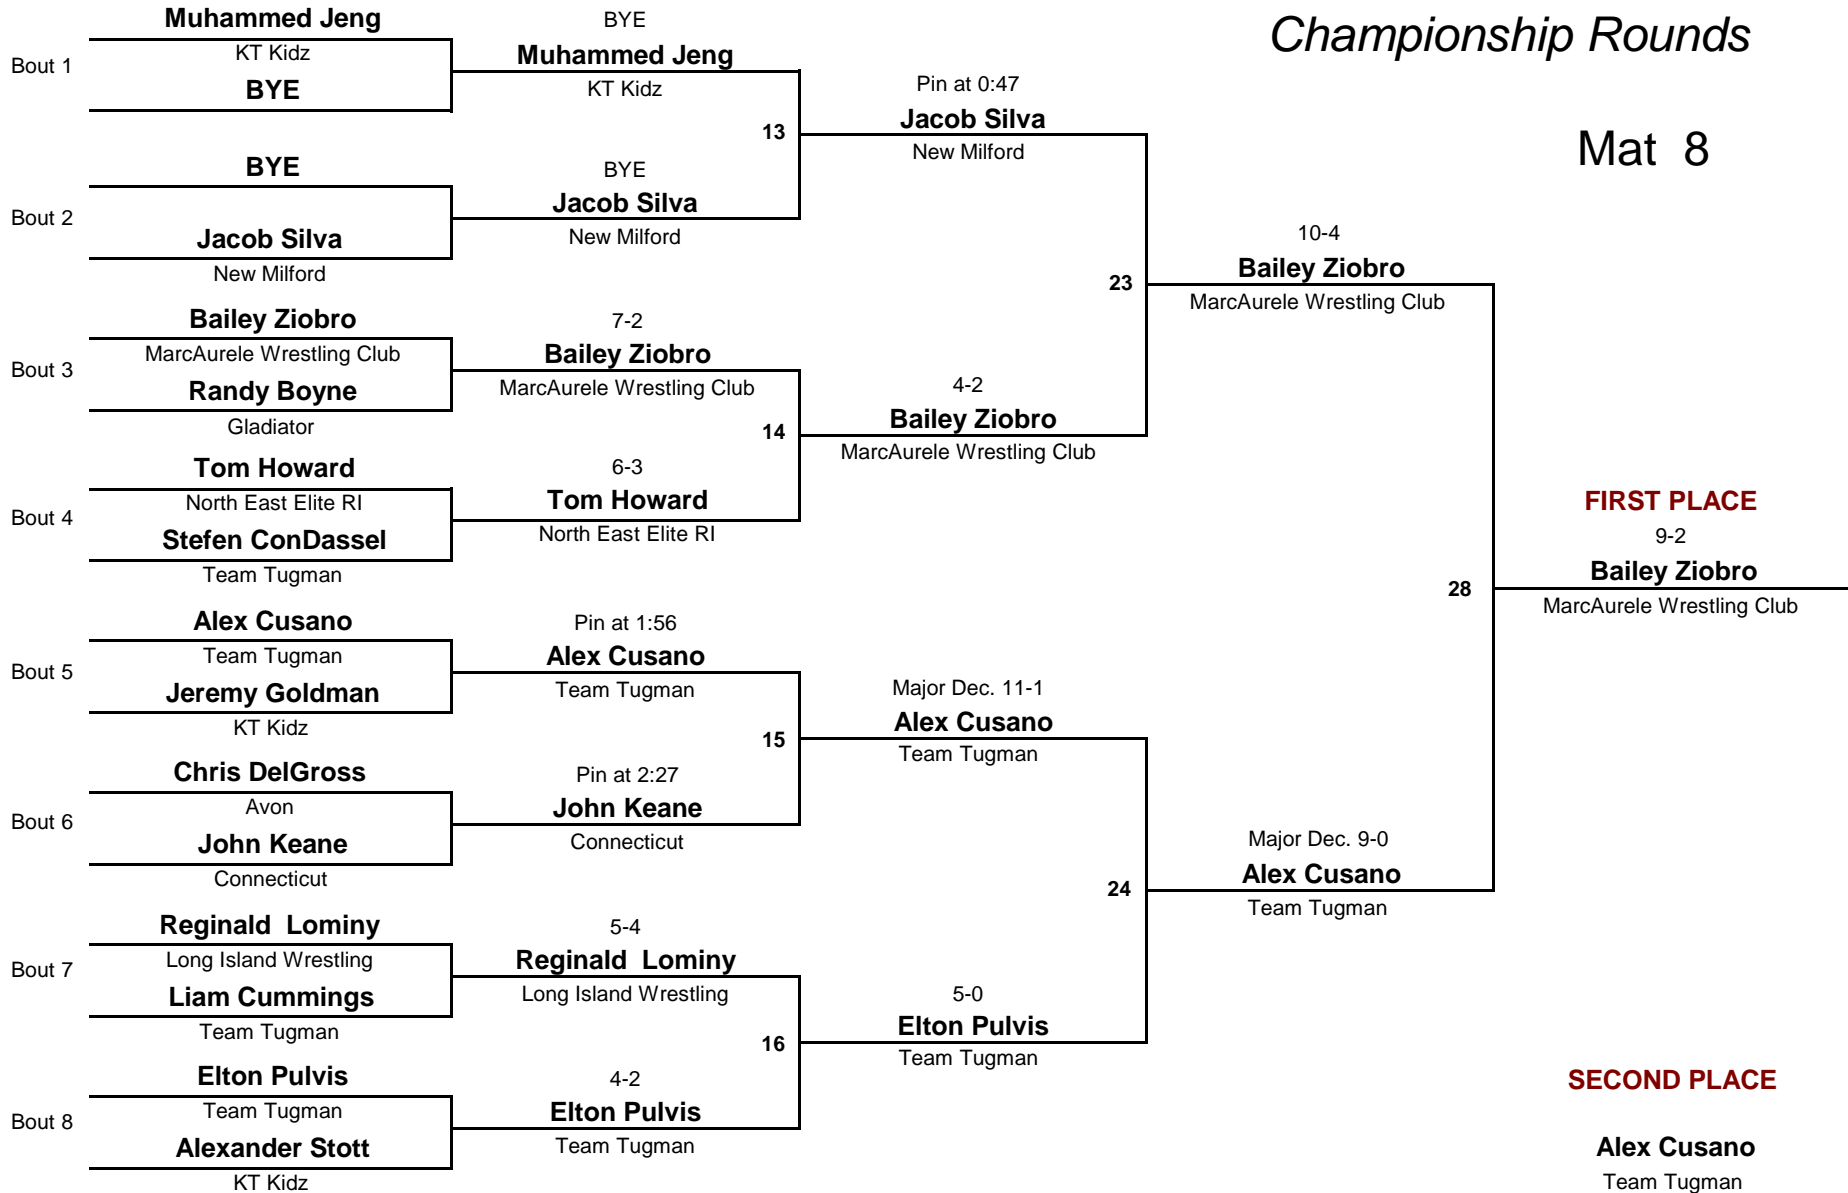 Championship Rounds
Mat 8
Bout 1
Muhammed Jeng
KT Kidz
BYE
Bout 2
BYE
Jacob Silva
New Milford
Bout 3
Bailey Ziobro
MarcAurele Wrestling Club
Randy Boyne
Gladiator
Bout 4
Tom Howard
North East Elite RI
Stefen ConDassel
Team Tugman
Bout 5
Alex Cusano
Team Tugman
Jeremy Goldman
KT Kidz
Bout 6
Chris DelGross
Avon
John Keane
Connecticut
Bout 7
Reginald Lominy
Long Island Wrestling
Liam Cummings
Team Tugman
Bout 8
Elton Pulvis
Team Tugman
Alexander Stott
KT Kidz
BYE
Muhammed Jeng
KT Kidz
13
BYE
Jacob Silva
New Milford
7-2
Bailey Ziobro
MarcAurele Wrestling Club
14
6-3
Tom Howard
North East Elite RI
Pin at 1:56
Alex Cusano
Team Tugman
15
Pin at 2:27
John Keane
Connecticut
5-4
Reginald Lominy
Long Island Wrestling
16
4-2
Elton Pulvis
Team Tugman
Pin at 0:47
Jacob Silva
New Milford
23
4-2
Bailey Ziobro
MarcAurele Wrestling Club
Major Dec. 11-1
Alex Cusano
Team Tugman
24
5-0
Elton Pulvis
Team Tugman
10-4
Bailey Ziobro
MarcAurele Wrestling Club
28
Major Dec. 9-0
Alex Cusano
Team Tugman
FIRST PLACE
9-2
Bailey Ziobro
MarcAurele Wrestling Club
SECOND PLACE
Alex Cusano
Team Tugman